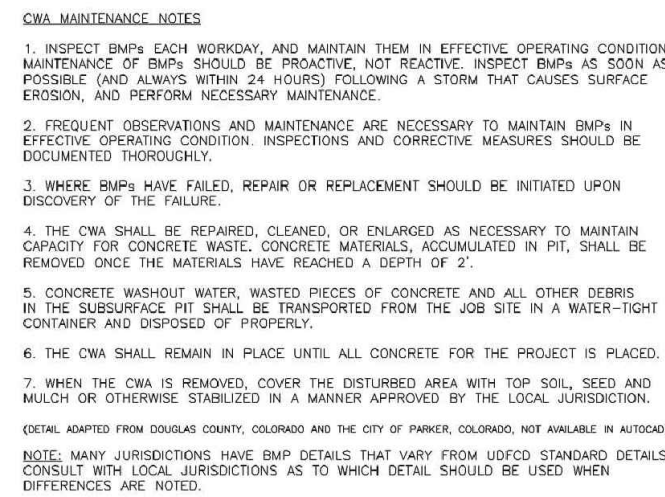 CWA MAINTENANCE NOTES
1. INSPECT BMPs EACH WORKDAY, AND MAINTAIN THEM IN EFFECTIVE OPERATING CONDITION
MAINTENANCE OF BMPs SHOULD BE PROACTIVE, NOT REACTIVE. INSPECT BMPs AS SOON AS
POSSIBLE (AND ALWAYS WITHIN 24 HOURS) FOLLOWING A STORM THAT CAUSES SURFACE
EROSION, AND PERFORM NECESSARY MAINTENANCE.
2. FREQUENT OBSERVATIONS AND MAINTENANCE ARE NECESSARY TO MAINTAIN BMPs IN
EFFECTIVE OPERATING CONDITION. INSPECTIONS AND CORRECTIVE MEASURES SHOULD BE
DOCUMENTED THOROUGHLY.
3. WHERE BMPs HAVE FAILED, REPAIR OR REPLACEMENT SHOULD BE INITIATED UPON
DISCOVERY OF THE FAILURE.
4. THE CWA SHALL BE REPAIRED, CLEANED, OR ENLARGED AS NECESSARY TO MAINTAIN
CAPACITY FOR CONCRETE WASTE. CONCRETE MATERIALS, ACCUMULATED IN PIT, SHALL BE
REMOVED ONCE THE MATERIALS HAVE REACHED A DEPTH OF 2'.
5. CONCRETE WASHOUT WATER, WASTED PIECES OF CONCRETE AND ALL OTHER DEBRIS
IN THE SUBSURFACE PIT SHALL BE TRANSPORTED FROM THE JOB SITE IN A WATER-TIGHT
CONTAINER AND DISPOSED OF PROPERLY.
6. THE CWA SHALL REMAIN IN PLACE UNTIL ALL CONCRETE FOR THE PROJECT IS PLACED.
7. WHEN THE CWA IS REMOVED, COVER THE DISTURBED AREA WITH TOP SOIL, SEED AND
MULCH OR OTHERWISE STABILIZED IN A MANNER APPROVED BY THE LOCAL JURISDICTION.
(DETAIL ADAPTED FROM DOUGLAS COUNTY, COLORADO AND THE CITY OF PARKER, COLORADO, NOT AVAILABLE IN AUTOCAD
NOTE: MANY JURISDICTIONS HAVE BMP DETAILS THAT VARY FROM UDFCD STANDARD DETAILS
CONSULT WITH LOCAL JURISDICTIONS AS TO WHICH DETAIL SHOULD BE USED WHEN
DIFFERENCES ARE NOTED.